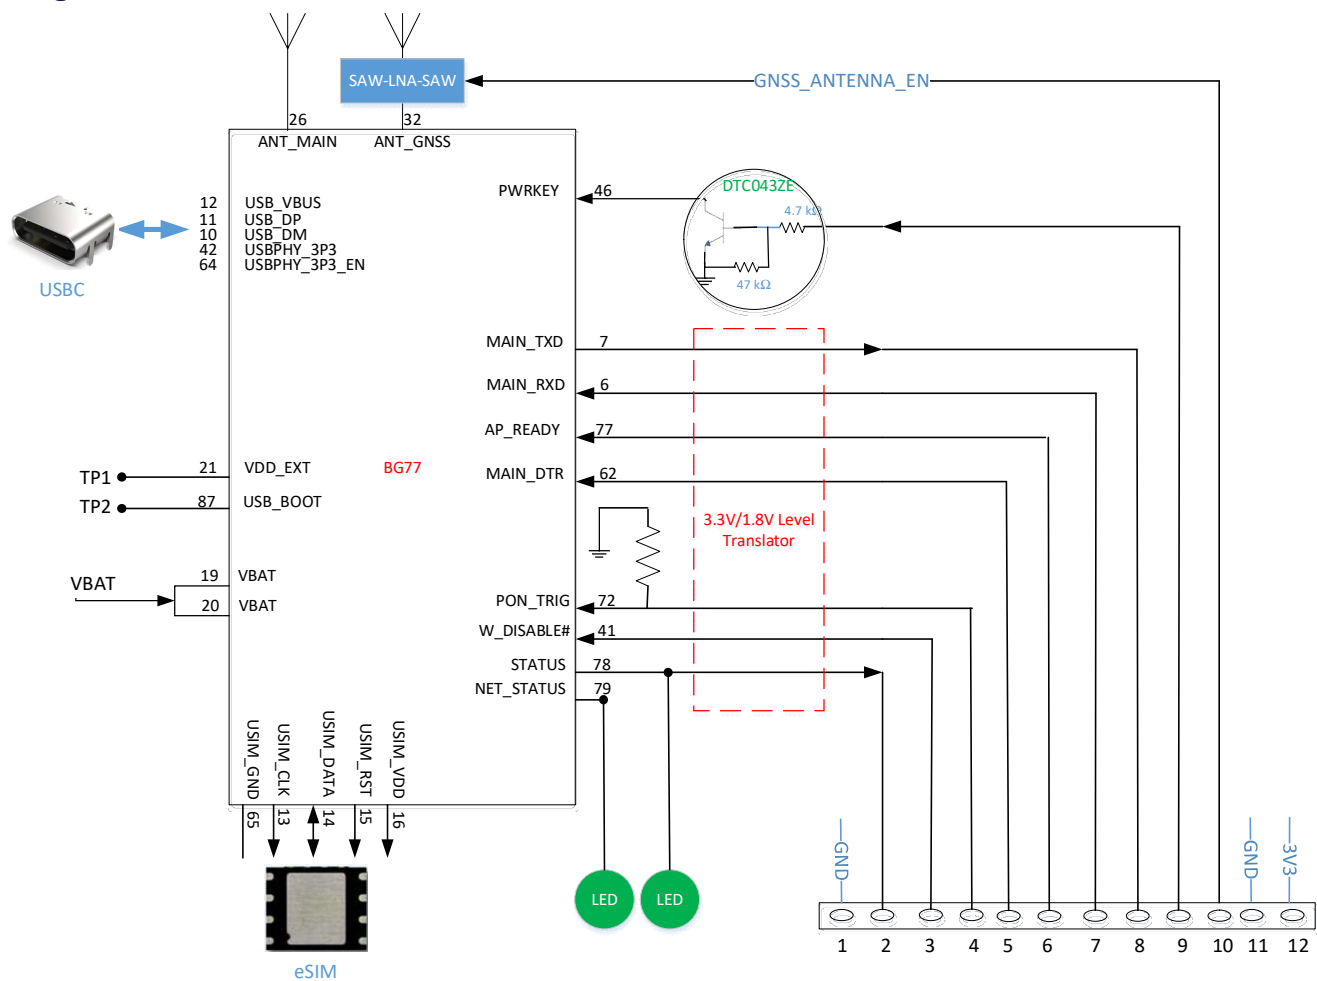 SAW-LNA-SAW
GNSS_ANTENNA_EN
26
32
ANT_MAIN
ANT_GNSS
PWRKEY
46
DTC043ZE
4.7 kΩ
47 kΩ
12
USB_VBUS
11
USB_DP
10
USB_DM
42
USBPHY_3P3
64
USBPHY_3P3_EN
USBC
MAIN_TXD
7
MAIN_RXD
6
AP_READY
77
MAIN_DTR
62
TP1
21
VDD_EXT
BG77
TP2
87
USB_BOOT
3.3V/1.8V Level
Translator
VBAT
19
VBAT
20
VBAT
PON_TRIG
72
W_DISABLE#
41
STATUS
78
NET_STATUS
79
USIM_GND
USIM_CLK
USIM_DATA
USIM_RST
USIM_VDD
65
13
14
15
16
LED
LED
eSIM
GND
GND
3V3
1
2
3
4
5
6
7
8
9
10
11
12